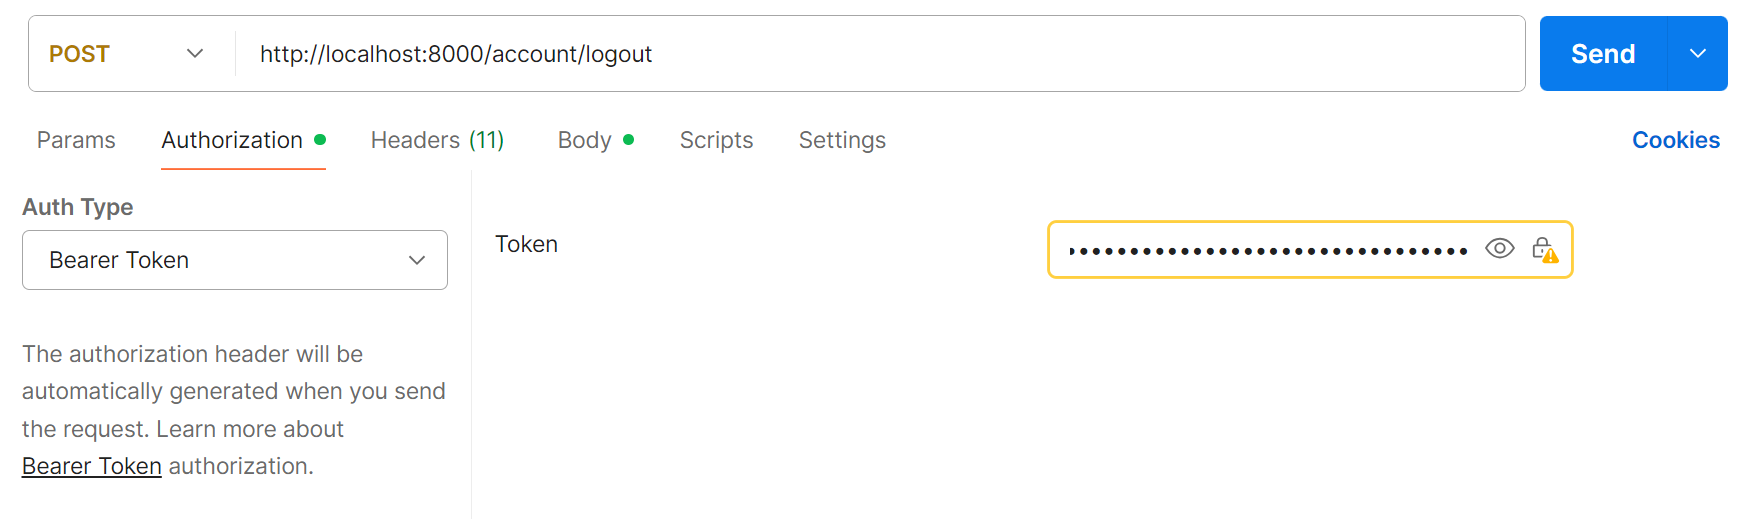 POST
http://localhost:8000/account/logout
Send
Params
Authorization
Headers (11)
Body
Scripts
Settings
Cookies
Auth Type
Bearer Token
Token
The authorization header will be
automatically generated when you send
the request. Learn more about
Bearer Token authorization.